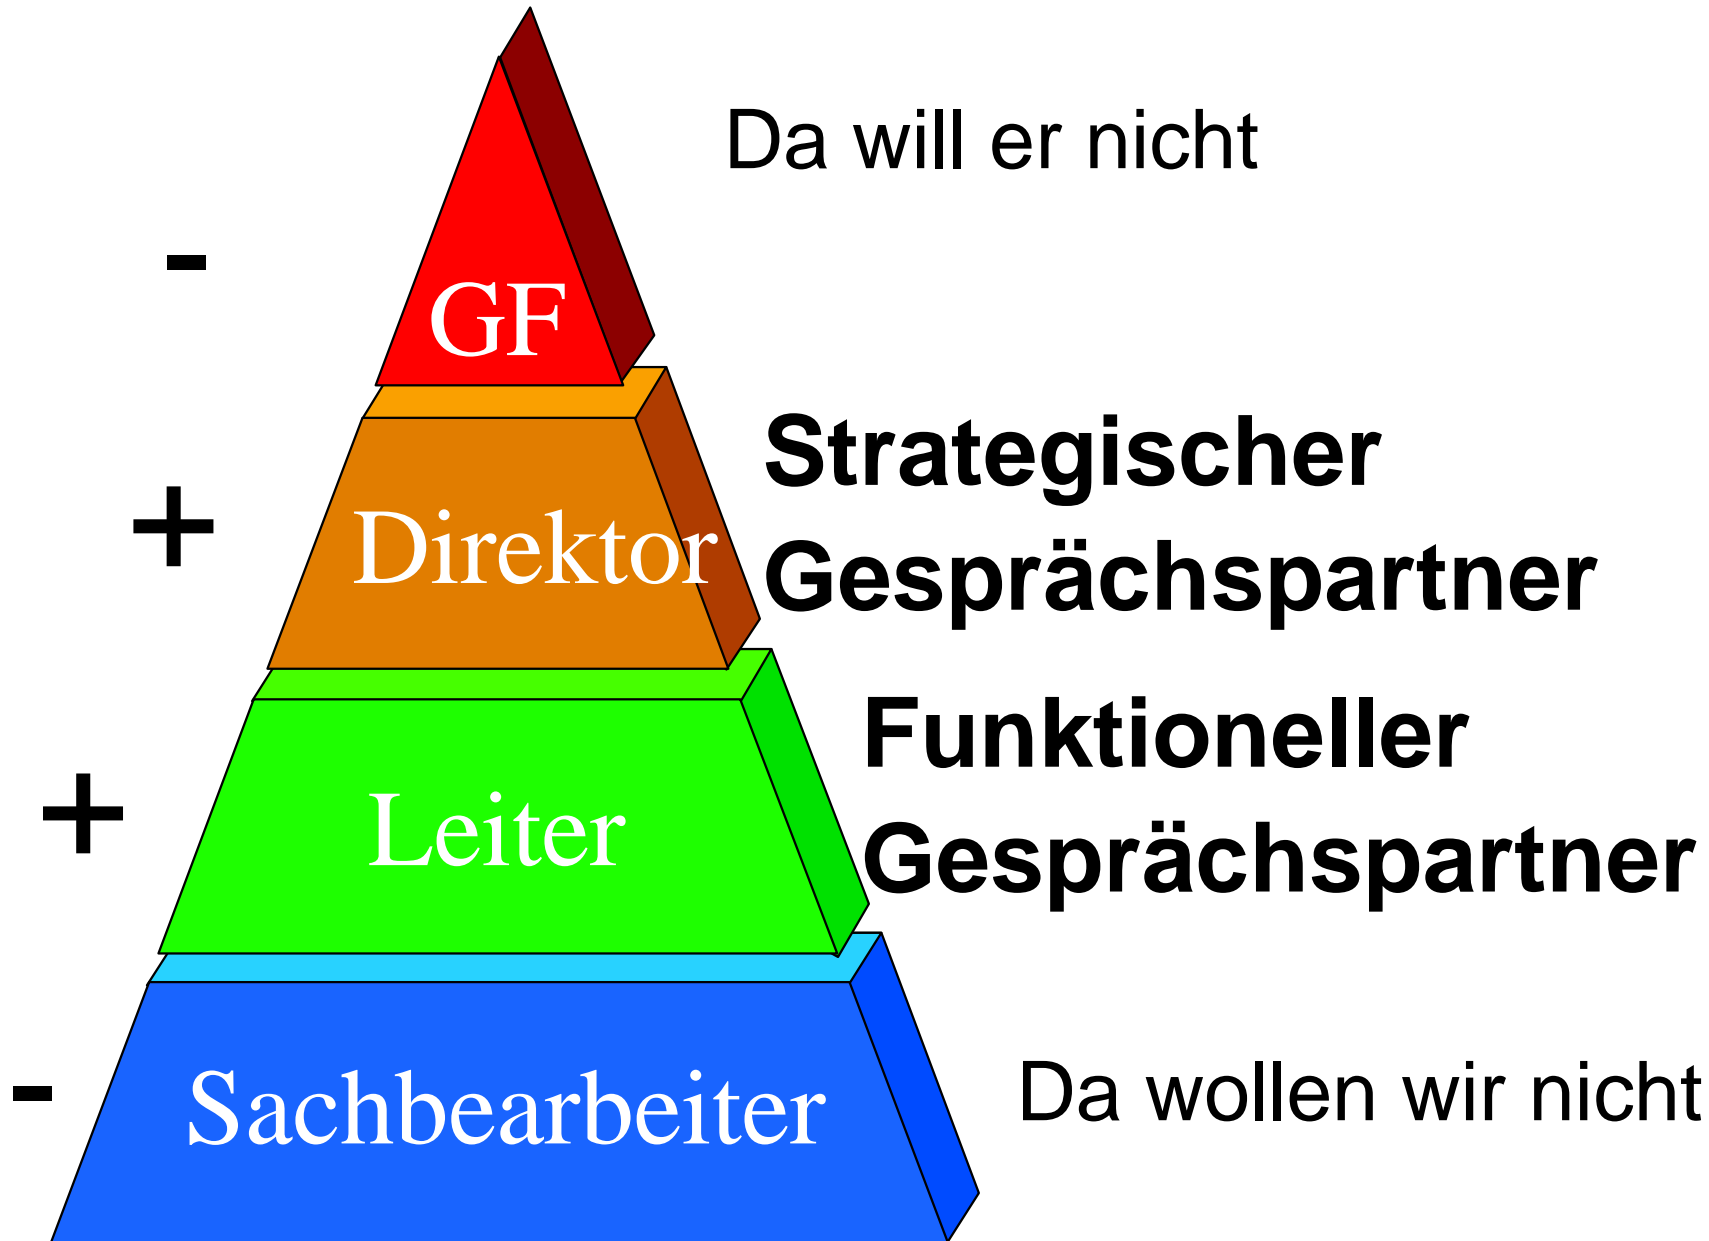 Da will er nicht
-
GF
Strategischer
+
Direktor
Gesprächspartner
Funktioneller
+
Leiter
Gesprächspartner
-
Sachbearbeiter
Da wollen wir nicht